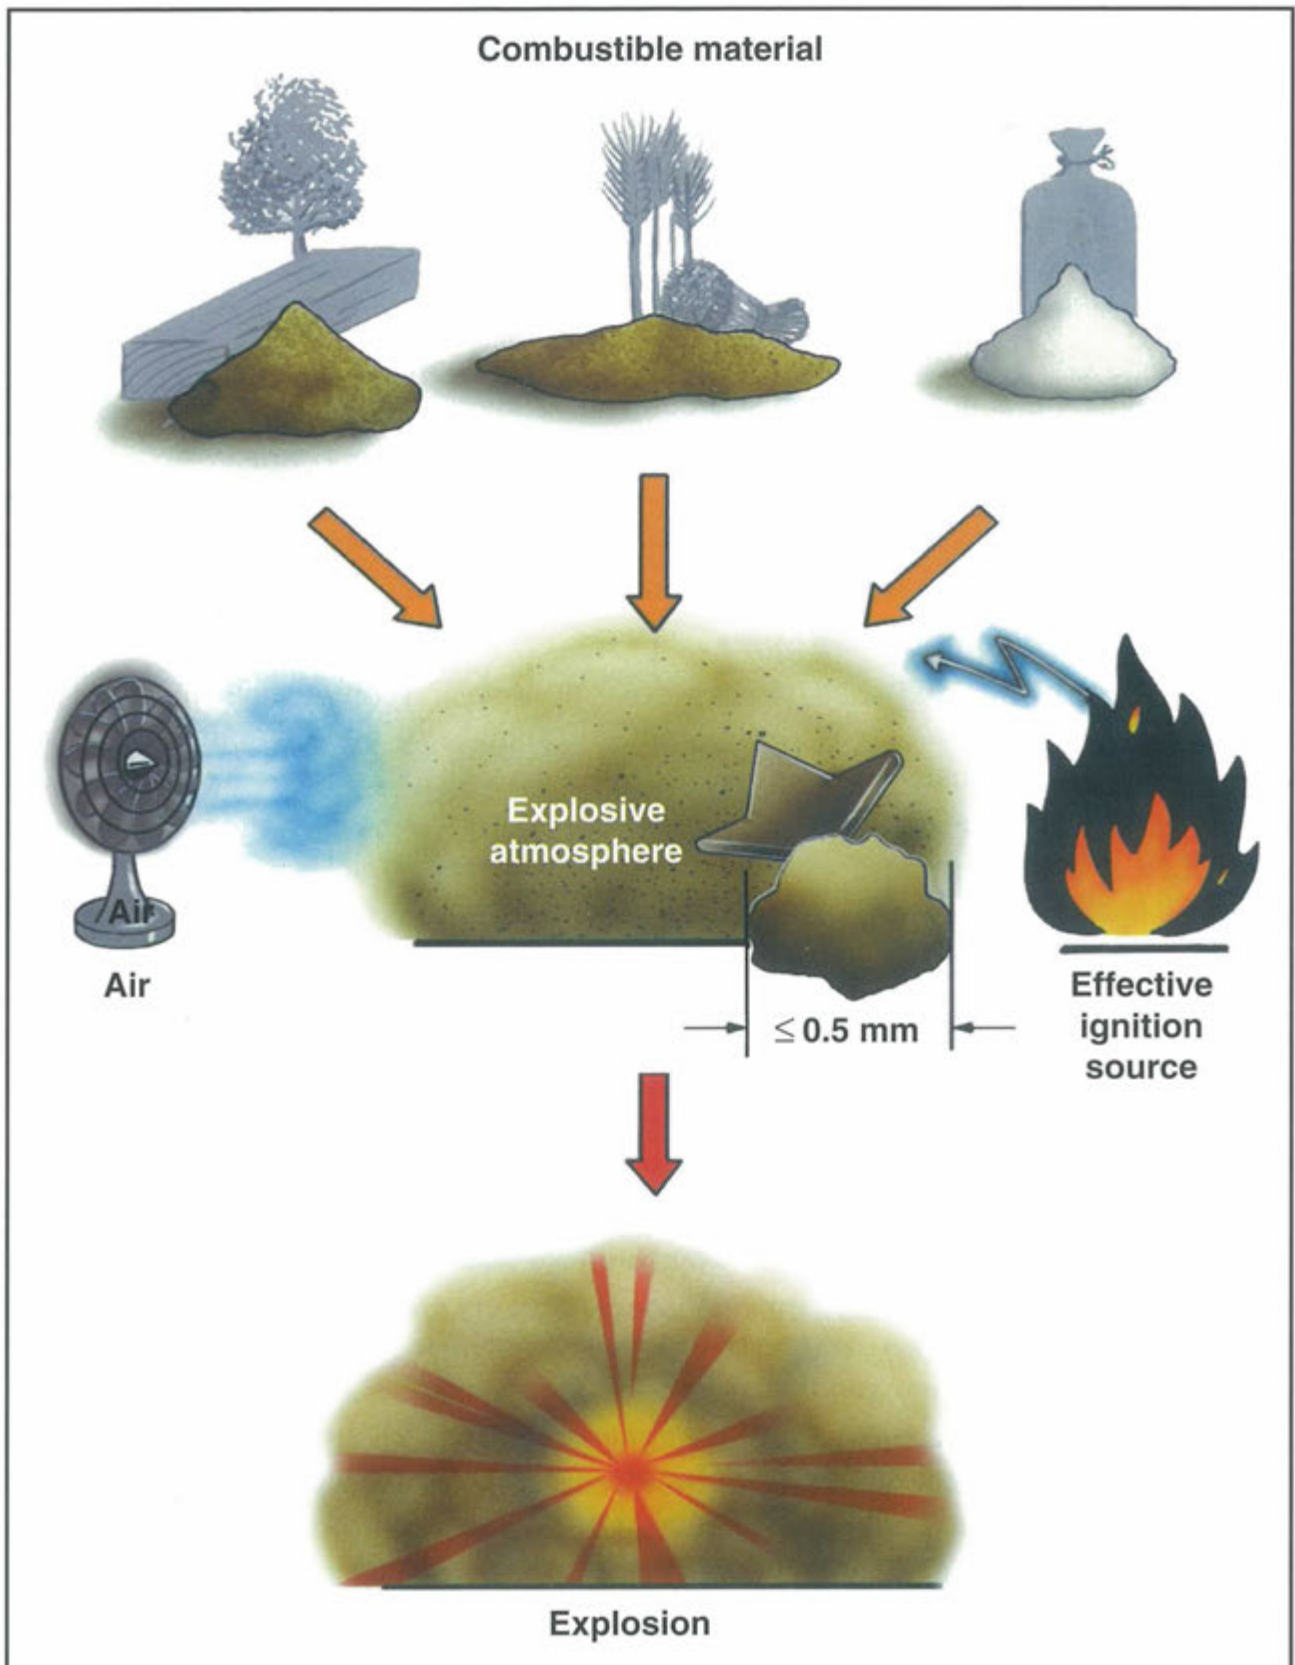 Combustible material
Explosive
atmosphere
Air
Air
≤ 0.5 mm
Effective
ignition
source
Explosion